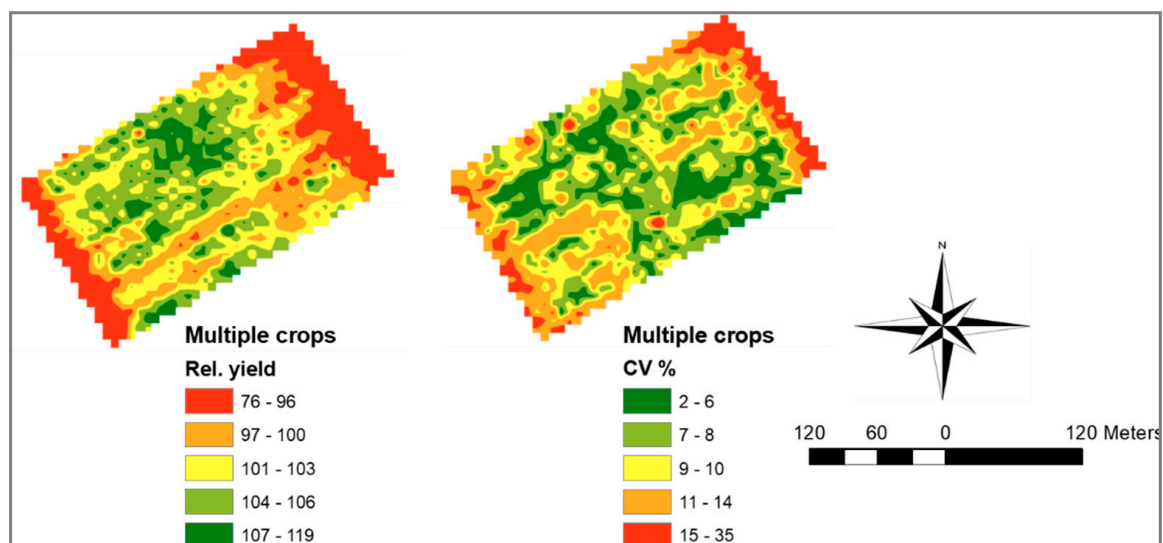 N
Multiple crops
Rel. yield
76 - 96
97 - 100
101 - 103
104 - 106
107 - 119
Multiple crops
CV %
2 - 6
7 - 8
9 - 10
11 - 14
15 - 35
120 60 0 120 Meters